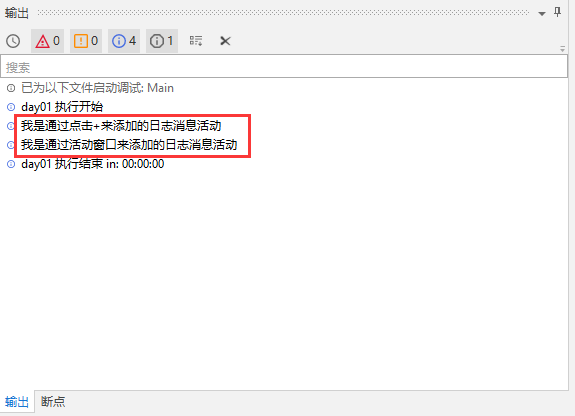 输出
0 0 4 1
搜索
已为以下文件启动调试: Main
day01 执行开始
我是通过点击+来添加的日志消息活动
我是通过活动窗口来添加的日志消息活动
day01 执行结束 in: 00:00:00
输出 断点